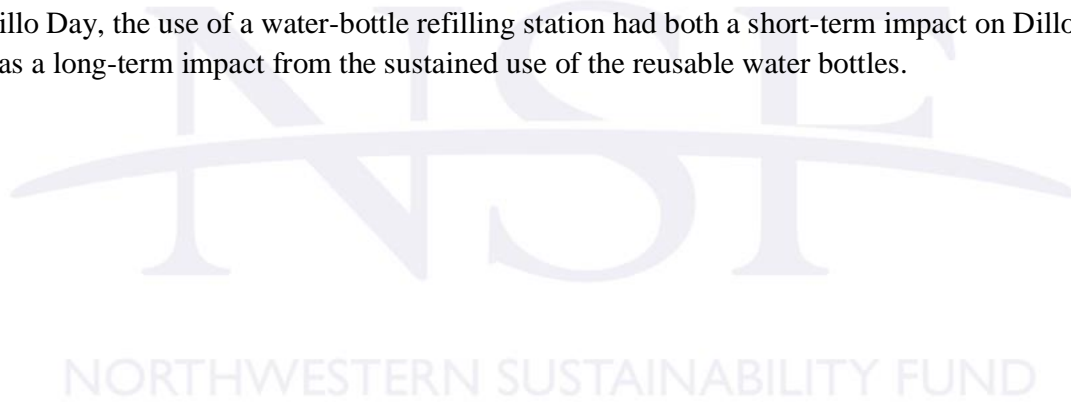 illo Day, the use of a water-bottle refilling station had both a short-term impact on Dillo
as a long-term impact from the sustained use of the reusable water bottles.
NSF
NORTHWESTERN SUSTAINABILITY FUND